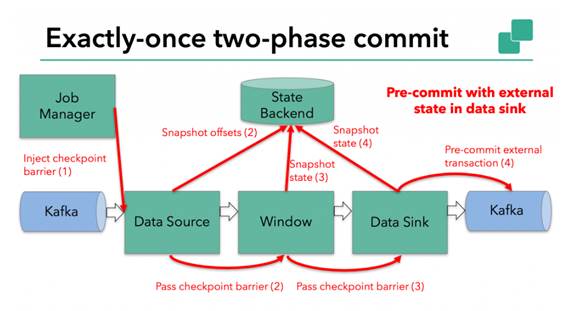 Exactly-once two-phase commit
Job
Manager
State
Backend
Pre-commit with external
state in data sink
Snapshot offsets (2)
Snapshot
state (4)
Snapshot
state (3)
Pre-commit external
transaction (4)
Inject checkpoint
barrier (1)
Kafka
Data Source
Window
Data Sink
Kafka
Pass checkpoint barrier (2)
Pass checkpoint barrier (3)